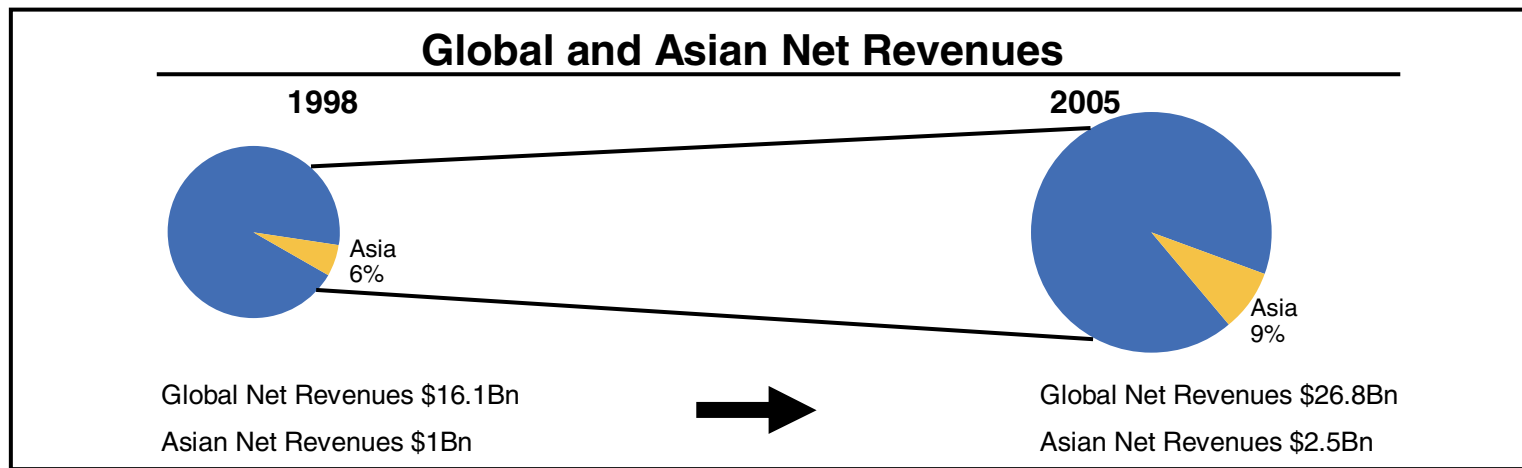 Global and Asian Net Revenues
1998
2005
Asia
6%
Asia
9%
Global Net Revenues $16.1Bn
Global Net Revenues $26.8Bn
Asian Net Revenues $1Bn
Asian Net Revenues $2.5Bn